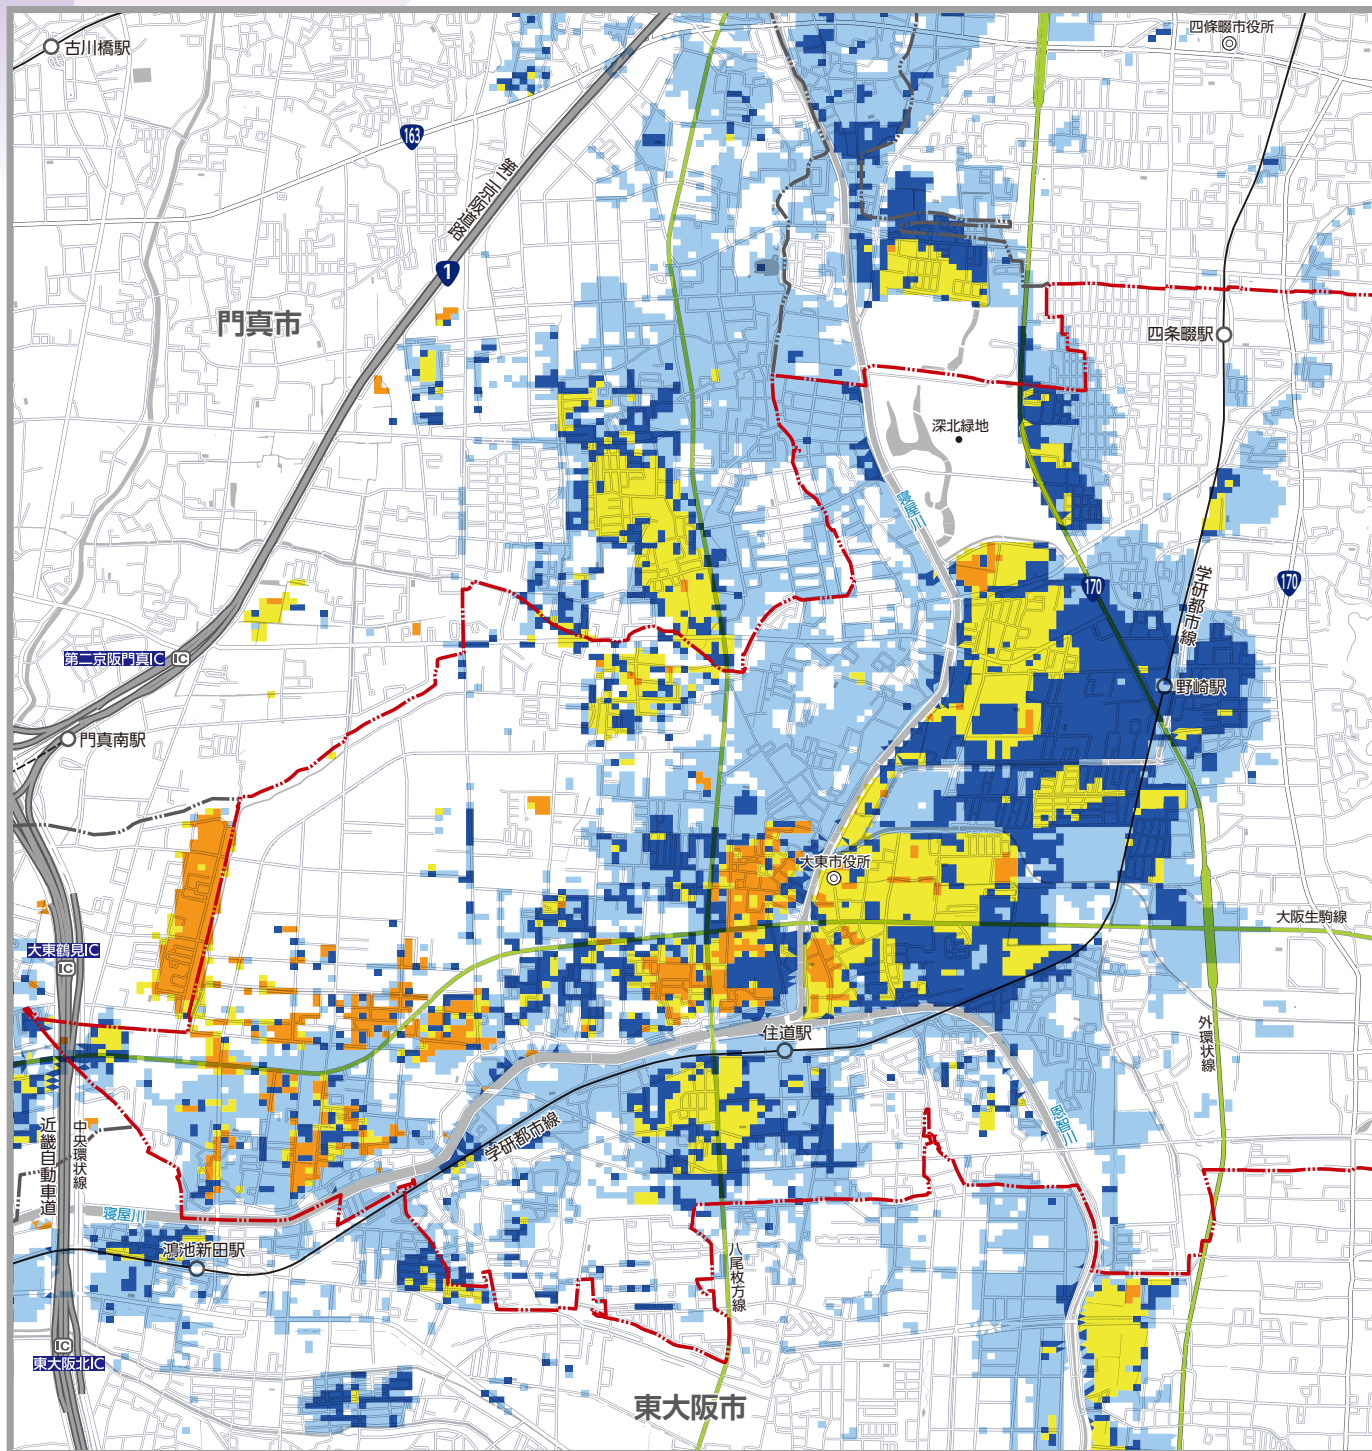 四條畷市役所
古川橋駅
163
第二京阪道路
1
門真市
四条畷駅
深北緑地
寝屋川
170
学研都市線
170
第二京阪門真IC
IC
野崎駅
門真南駅
大東市役所
大阪生駒線
大東鶴見IC
IC
住道駅
外環状線
近畿自動車道
中央環状線
学研都市線
恩智川
寝屋川
鴻池新田駅
八尾枚方線
IC
東大阪北IC
東大阪市